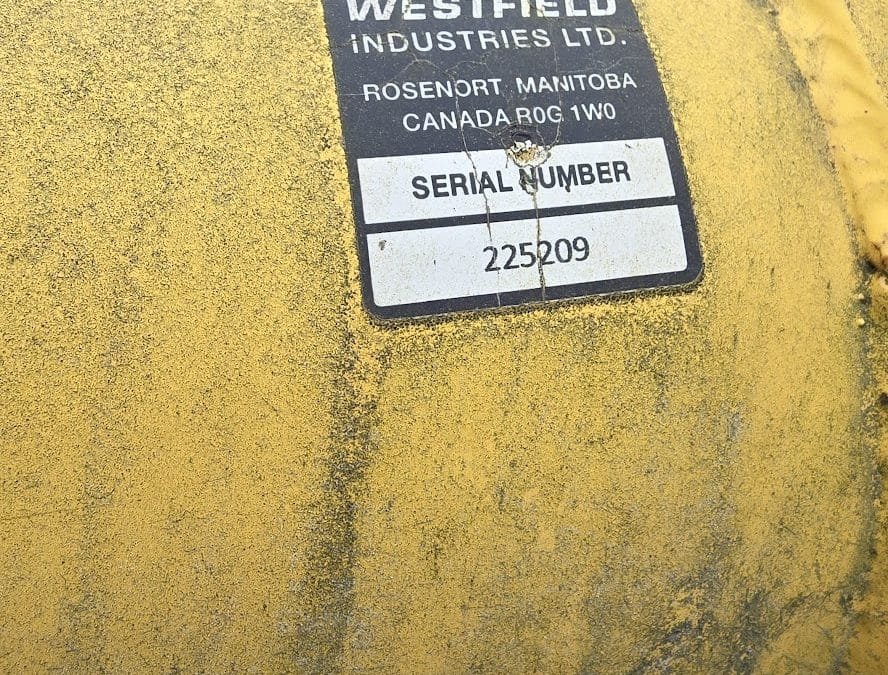 WESTFIELD
INDUSTRIES LTD.
ROSENORT MANITOBA
CANADA R0G 1W0
SERIAL NUMBER
225209